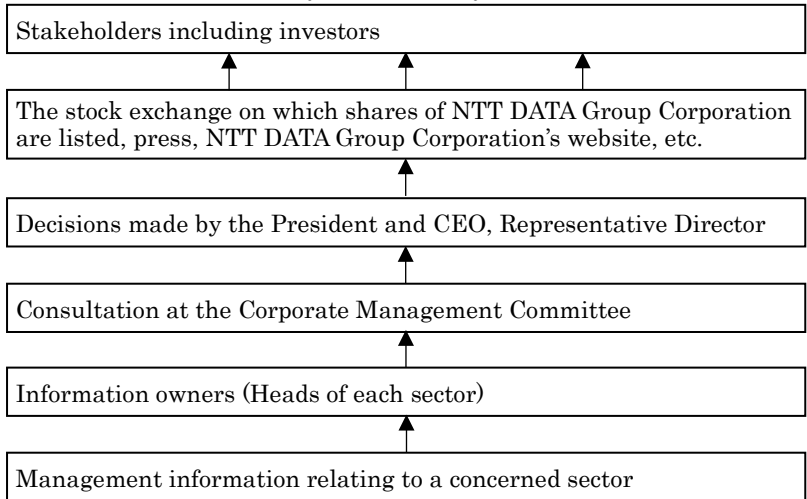 Stakeholders including investors
The stock exchange on which shares of NTT DATA Group Corporation
are listed, press, NTT DATA Group Corporation’s website, etc.
Decisions made by the President and CEO, Representative Director
Consultation at the Corporate Management Committee
Information owners (Heads of each sector)
Management information relating to a concerned sector